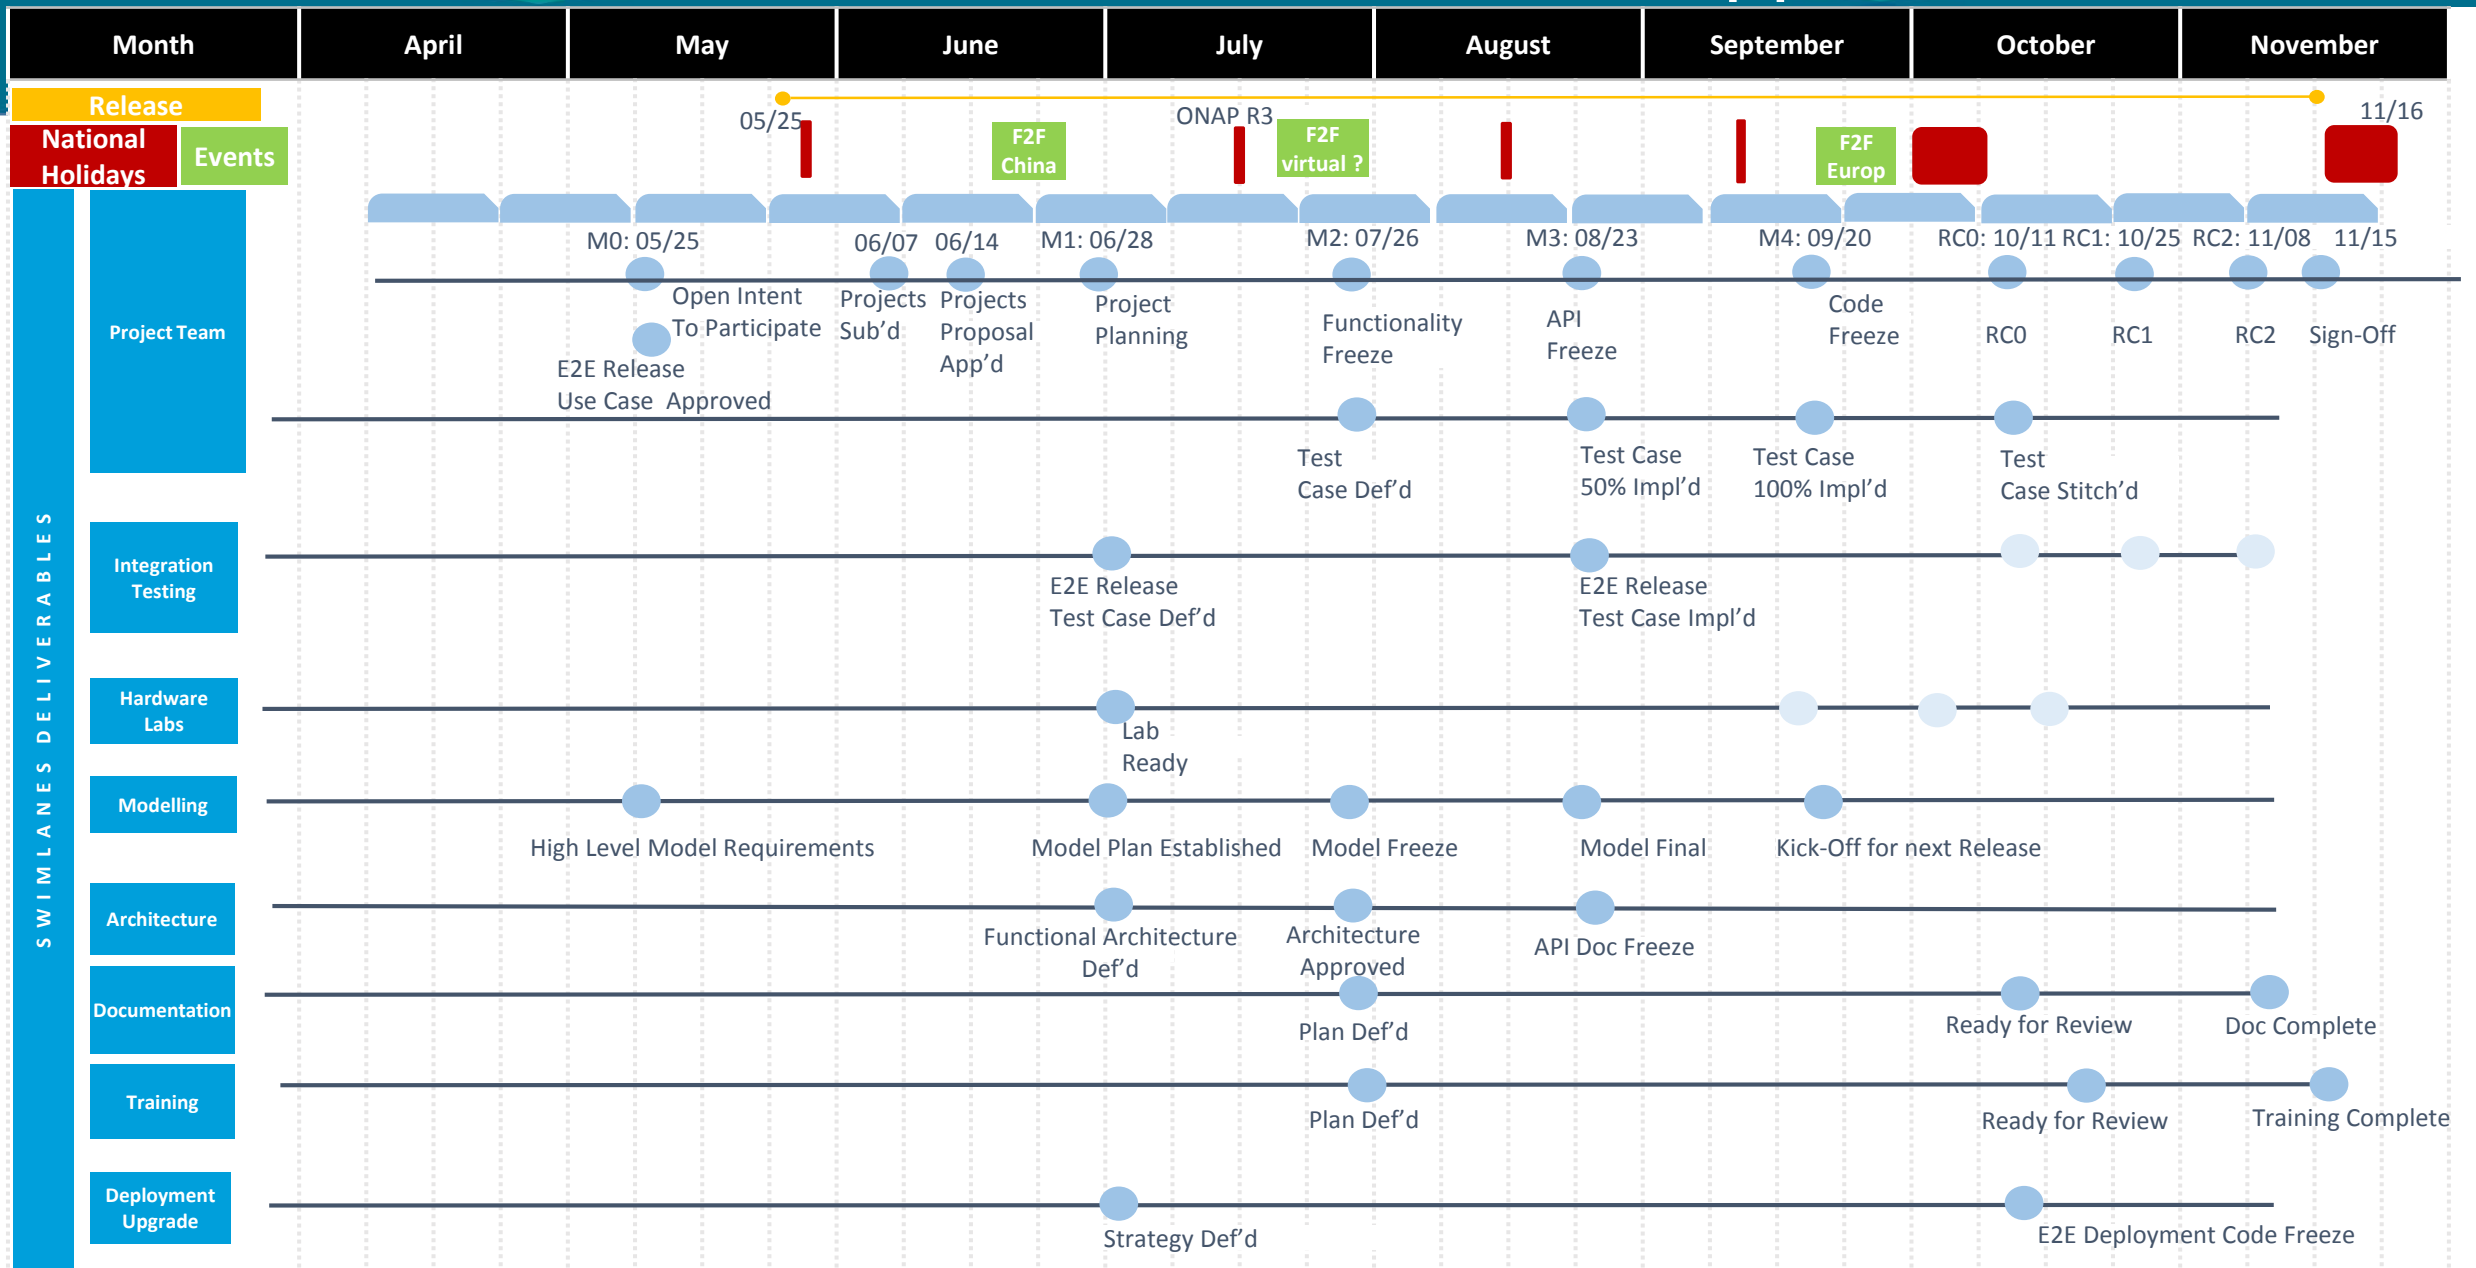 Month April May June July August September October November
Release
05/25
ONAP R3
11/16
National
Holidays
Events
F2F
China
F2F
virtual ?
F2F
Europ
SWIMLANES DELIVERABLES
Project Team
M0: 05/25 06/07 06/14 M1: 06/28 M2: 07/26 M3: 08/23 M4: 09/20 RC0: 10/11 RC1: 10/25 RC2: 11/08 11/15
Open Intent
To Participate
E2E Release
Use Case Approved
Projects
Sub’d
Projects
Proposal
App’d
Project
Planning
Functionality
Freeze
API
Freeze
Code
Freeze
RC0
RC1
RC2
Sign-Off
Test
Case Def’d
Test Case
50% Impl’d
Test Case
100% Impl’d
Test
Case Stitch’d
Integration
Testing
E2E Release
Test Case Def’d
E2E Release
Test Case Impl’d
Hardware
Labs
Lab
Ready
Modelling
High Level Model Requirements
Model Plan Established
Model Freeze
Model Final
Kick-Off for next Release
Architecture
Functional Architecture
Def’d
Architecture
Approved
API Doc Freeze
Documentation
Plan Def’d
Ready for Review
Doc Complete
Training
Plan Def’d
Ready for Review
Training Complete
Deployment
Upgrade
Strategy Def’d
E2E Deployment Code Freeze